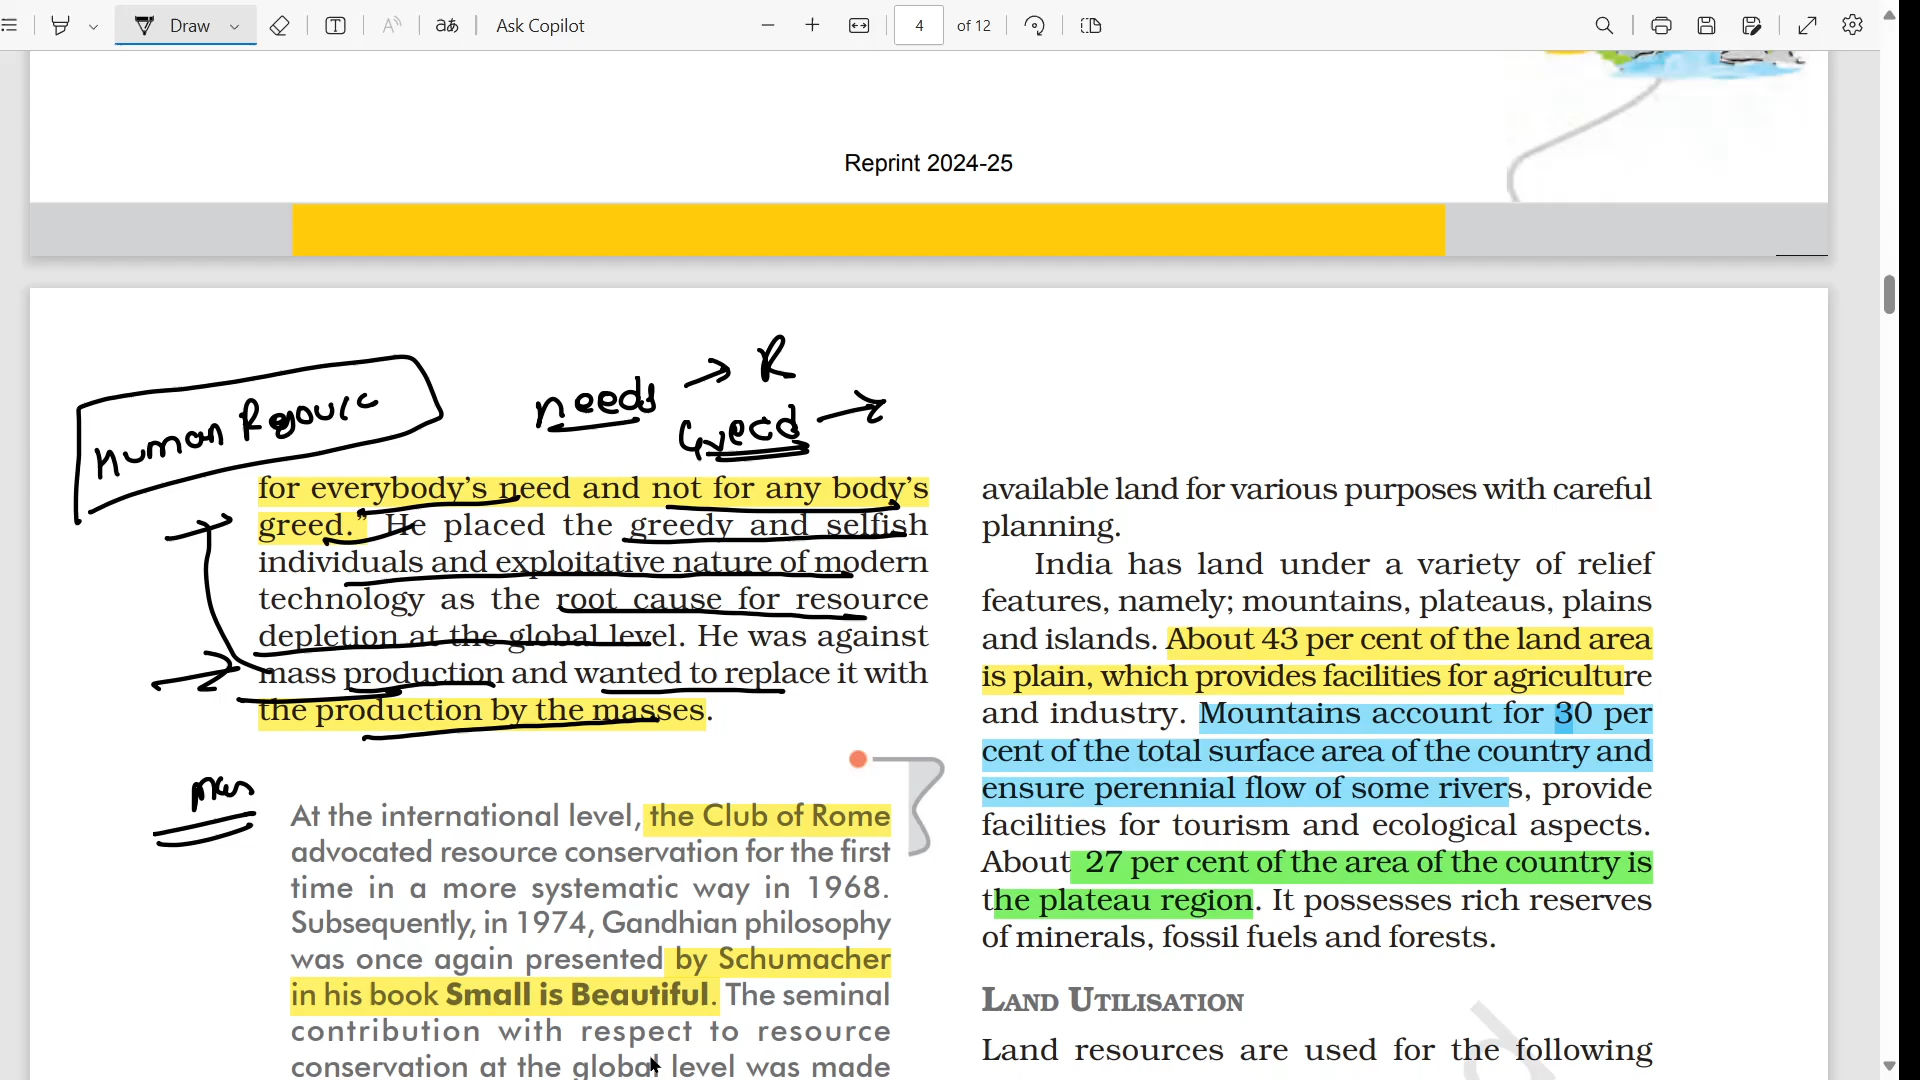 Draw
Ask Copilot
4
of 12
Reprint 2024-25
Human
needs → R
Greed →
for everybody's need and not for any body's
greed." He placed the greedy and selfish
individuals and exploitative nature of modern
technology as the root cause for resource
depletion at the global level. He was against
mass production and wanted to replace it with
the production by the masses.
At the international level, the Club of Rome
advocated resource conservation for the first
time in a more systematic way in 1968.
Subsequently, in 1974, Gandhian philosophy
was once again presented by Schumacher
in his book Small is Beautiful. The seminal
contribution with respect to resource
conservation at the global level was made
available land for various purposes with careful
planning.
India has land under a variety of relief
features, namely; mountains, plateaus, plains
and islands. About 43 per cent of the land area
is plain, which provides facilities for agriculture
and industry. Mountains account for 30 per
cent of the total surface area of the country and
ensure perennial flow of some rivers, provide
facilities for tourism and ecological aspects.
About 27 per cent of the area of the country is
the plateau region. It possesses rich reserves
of minerals, fossil fuels and forests.
LAND UTILISATION
Land resources are used for the following